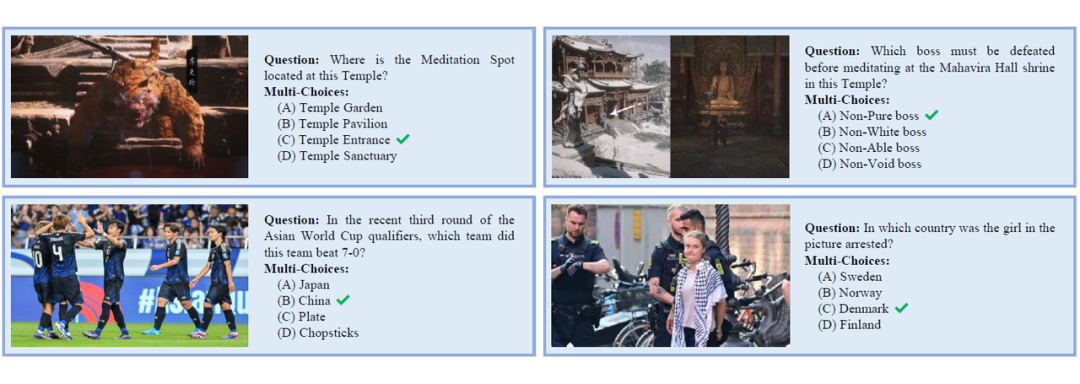 Question: Where is the Meditation Spot
located at this Temple?
Multi-Choices:
(A) Temple Garden
(B) Temple Pavilion
(C) Temple Entrance
(D) Temple Sanctuary
Question: Which boss must be defeated
before meditating at the Mahavira Hall shrine
in this Temple?
Multi-Choices:
(A) Non-Pure boss
(B) Non-White boss
(C) Non-Able boss
(D) Non-Void boss
4
Question: In the recent third round of the
Asian World Cup qualifiers, which team did
this team beat 7-0?
Multi-Choices:
(A) Japan
(B) China
(C) Plate
(D) Chopsticks
Question: In which country was the girl in the
picture arrested?
Multi-Choices:
(A) Sweden
(B) Norway
(C) Denmark
(D) Finland